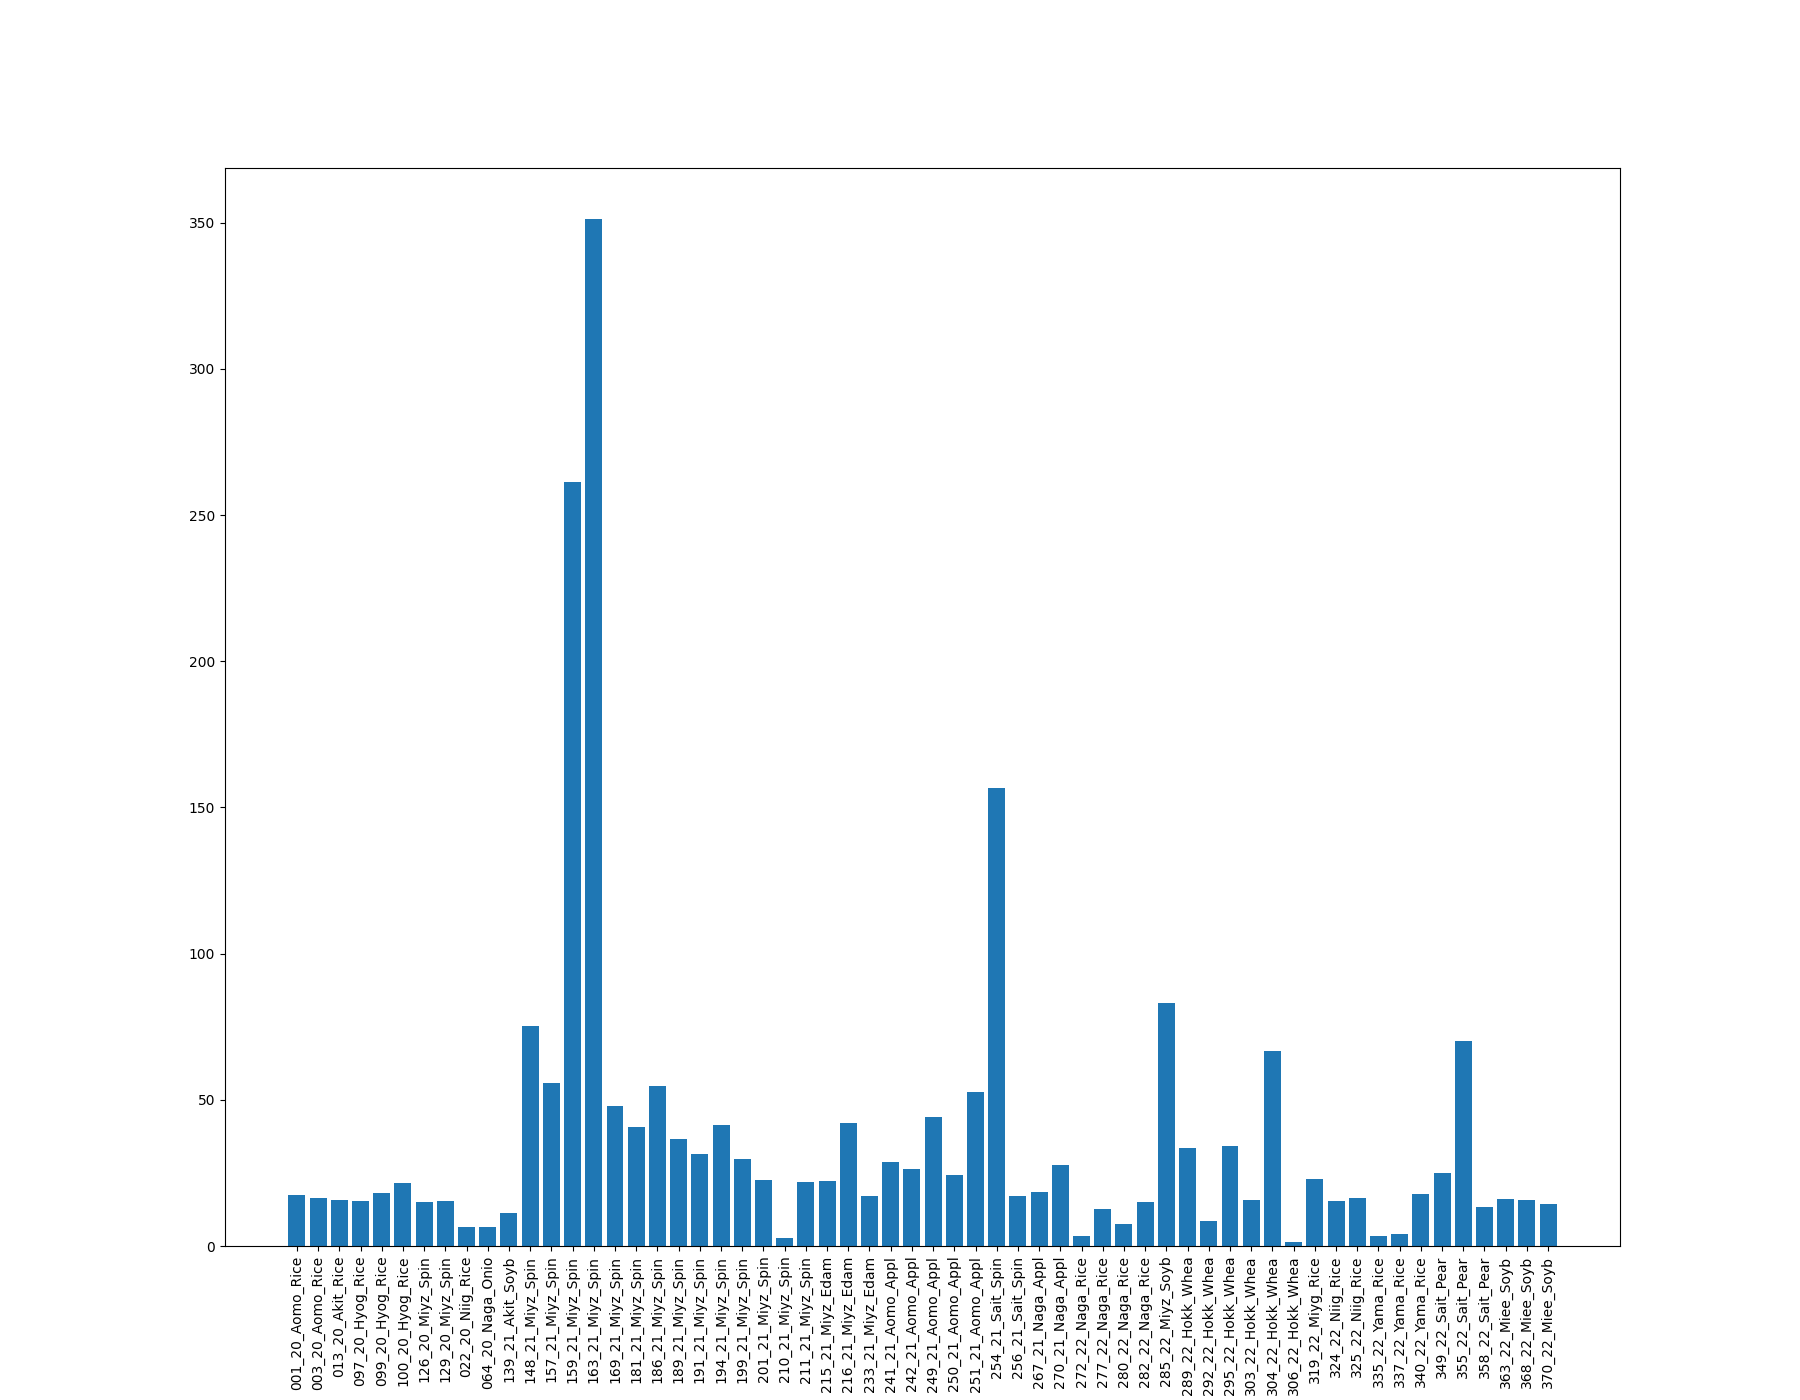 350
300
250
200
150
100
50
0
001_20_Aomo_Rice
003_20_Aomo_Rice
013_20_Akit_Rice
097_20_Hyog_Rice
099_20_Hyog_Rice
100_20_Hyog_Rice
126_20_Miyz_Spin
129_20_Miyz_Spin
022_20_Niig_Rice
064_20_Naga_Onio
139_21_Akit_Soyb
148_21_Miyz_Spin
157_21_Miyz_Spin
159_21_Miyz_Spin
163_21_Miyz_Spin
169_21_Miyz_Spin
181_21_Miyz_Spin
186_21_Miyz_Spin
189_21_Miyz_Spin
191_21_Miyz_Spin
194_21_Miyz_Spin
199_21_Miyz_Spin
201_21_Miyz_Spin
210_21_Miyz_Spin
211_21_Miyz_Spin
215_21_Miyz_Edam
216_21_Miyz_Edam
233_21_Miyz_Edam
241_21_Aomo_Appl
242_21_Aomo_Appl
249_21_Aomo_Appl
250_21_Aomo_Appl
251_21_Aomo_Appl
254_21_Sait_Spin
256_21_Sait_Spin
267_21_Naga_Appl
270_21_Naga_Appl
272_22_Naga_Rice
277_22_Naga_Rice
280_22_Naga_Rice
282_22_Naga_Rice
285_22_Miyz_Soyb
289_22_Hokk_Whea
292_22_Hokk_Whea
295_22_Hokk_Whea
303_22_Hokk_Whea
304_22_Hokk_Whea
306_22_Hokk_Whea
319_22_Miyg_Rice
324_22_Niig_Rice
325_22_Niig_Rice
335_22_Yama_Rice
337_22_Yama_Rice
340_22_Yama_Rice
349_22_Sait_Pear
355_22_Sait_Pear
358_22_Sait_Pear
363_22_Miee_Soyb
368_22_Miee_Soyb
370_22_Miee_Soyb